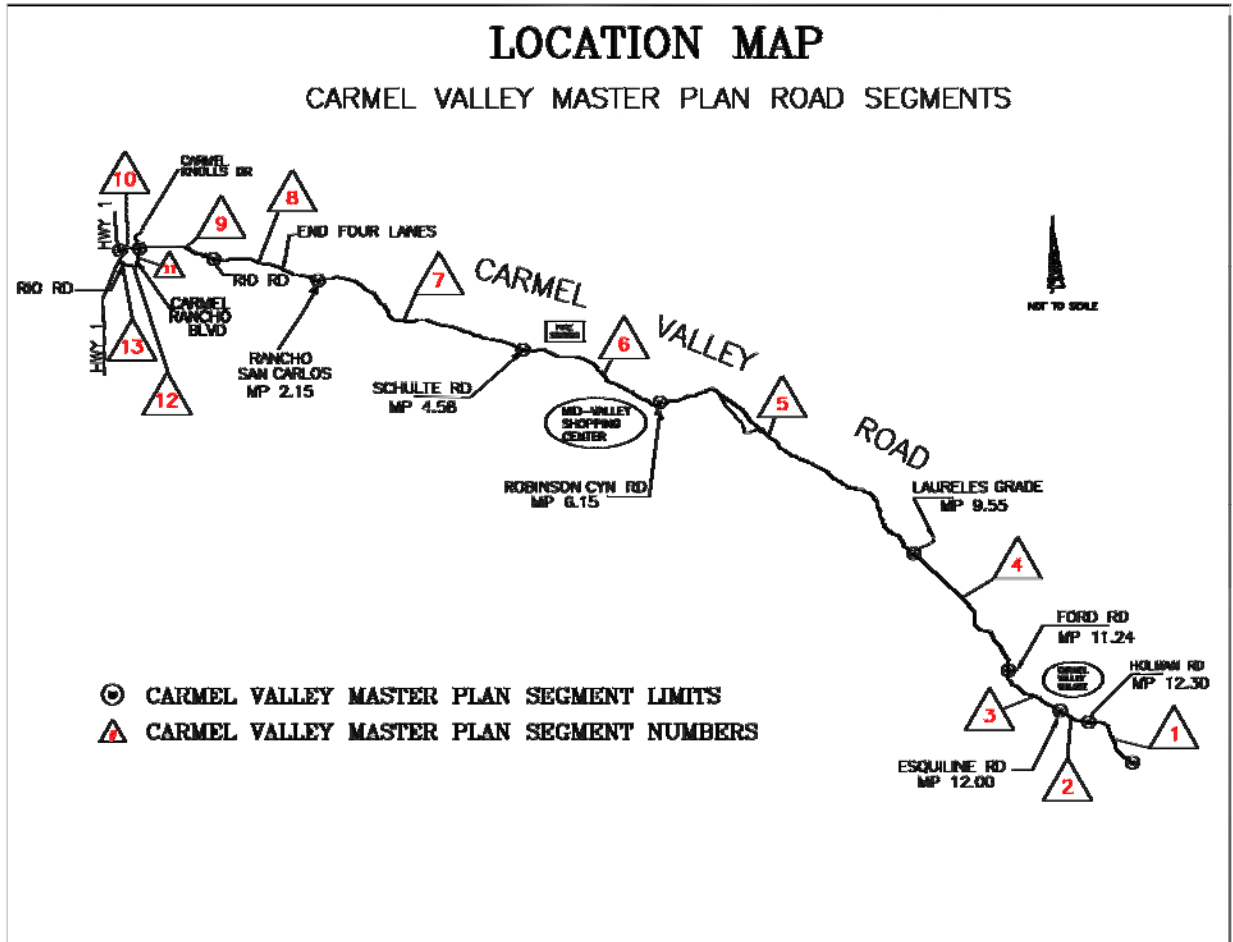 LOCATION MAP
CARMEL VALLEY MASTER PLAN ROAD SEGMENTS
CARMEL
KNOLLS DR
10
8
9
HWY 1
END FOUR LANES
RIO RD
11
RIO RD
CARMEL
RANCHO
BLVD
7
CARMEL
VALLEY
ROAD
NOT TO SCALE
13
HWY 1
12
RANCHO
SAN CARLOS
MP 2.15
6
SCHULTE RD
MP 4.58
MID-VALLEY
SHOPPING
CENTER
5
ROBINSON CYN RD
MP 6.15
LAURELES GRADE
MP 9.55
4
FORD RD
MP 11.24
CARMEL
VALLEY
VILLAGE
HOLMAN RD
MP 12.30
3
1
ESQUILINE RD
MP 12.00
2
CARMEL VALLEY MASTER PLAN SEGMENT LIMITS
CARMEL VALLEY MASTER PLAN SEGMENT NUMBERS